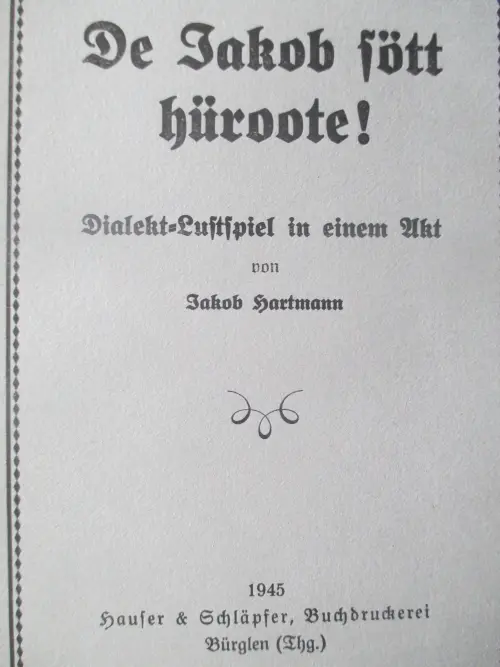 De Jakob sött
hüroote!
Dialekt-Lustspiel in einem Akt
von
Jakob Hartmann
1945
Hauser & Schläpfer, Buchdruckerei
Bürglen (Thg.)